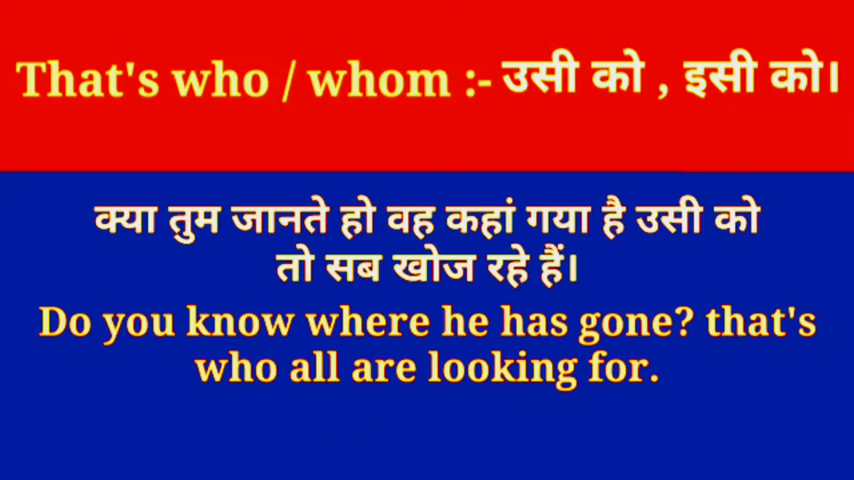 That's who / whom :- उसी को , इसी को।
क्या तुम जानते हो वह कहां गया है उसी को
तो सब खोज रहे हैं।
Do you know where he has gone? that's
who all are looking for.